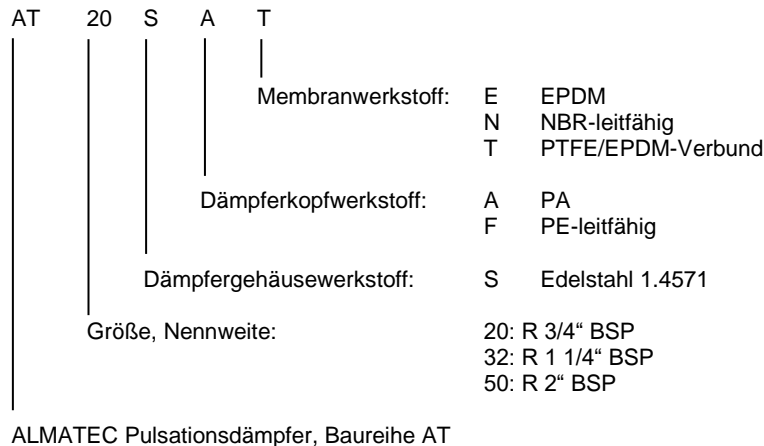 AT 20 S A T
Membranwerkstoff: E EPDM
N NBR-leitfähig
T PTFE/EPDM-Verbund
Dämpferkopfwerkstoff: A PA
F PE-leitfähig
Dämpfergehäusewerkstoff: S Edelstahl 1.4571
Größe, Nennweite: 20: R 3/4“ BSP
32: R 1 1/4“ BSP
50: R 2“ BSP
ALMATEC Pulsationsdämpfer, Baureihe AT